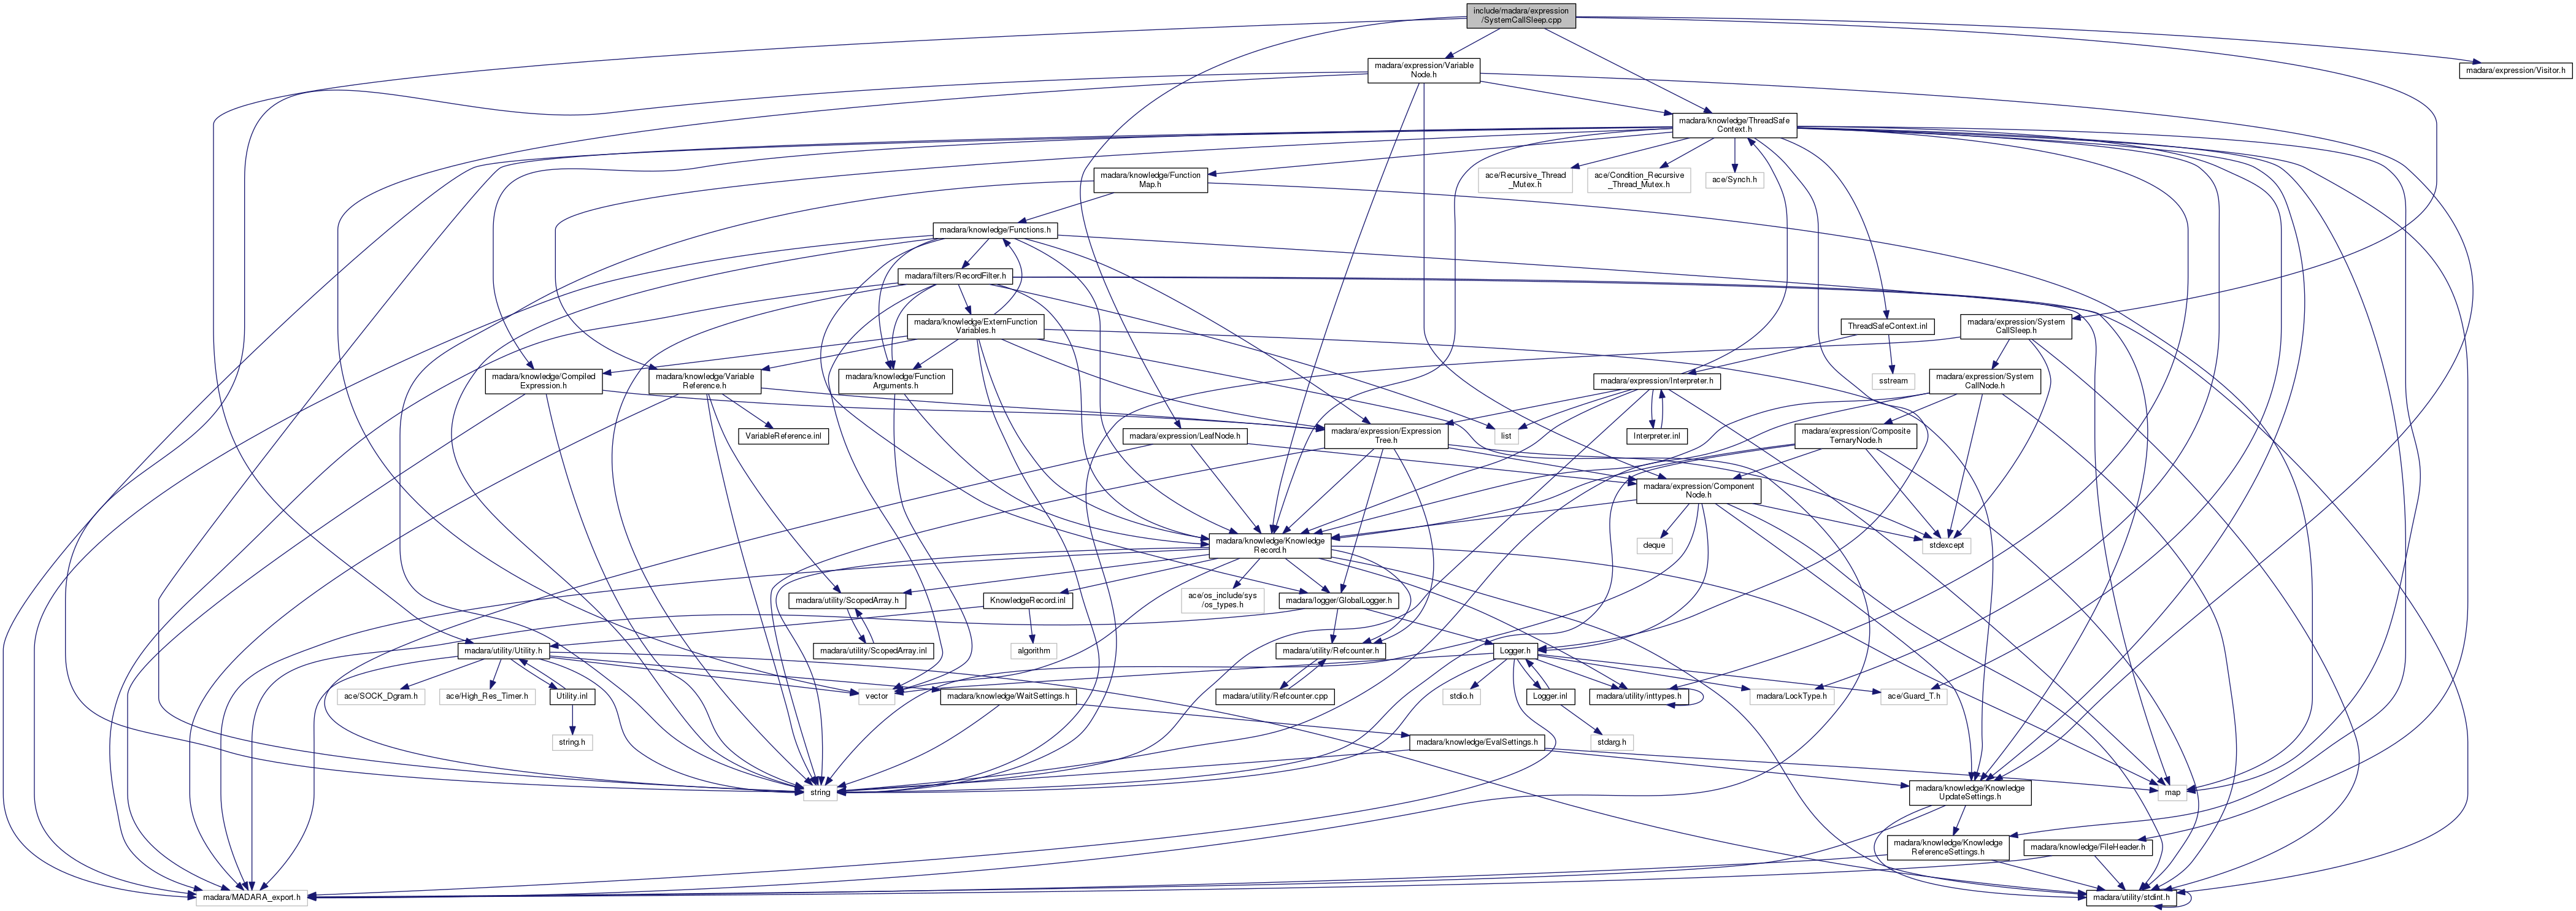 include/madara/expression
/SystemCallSleep.cpp
madara/expression/Variable
Node.h
madara/expression/Visitor.h
madara/knowledge/ThreadSafe
Context.h
madara/knowledge/Function
Map.h
ace/Recursive_Thread
_Mutex.h
ace/Condition_Recursive
_Thread_Mutex.h
ace/Synch.h
madara/knowledge/Functions.h
madara/filters/RecordFilter.h
madara/knowledge/ExternFunction
Variables.h
ThreadSafeContext.inl
madara/expression/System
CallSleep.h
madara/knowledge/Compiled
Expression.h
madara/knowledge/Variable
Reference.h
madara/knowledge/Function
Arguments.h
madara/expression/Interpreter.h
sstream
madara/expression/System
CallNode.h
VariableReference.inl
madara/expression/LeafNode.h
madara/expression/Expression
Tree.h
list
Interpreter.inl
madara/expression/Composite
TernaryNode.h
madara/expression/Component
Node.h
madara/knowledge/Knowledge
Record.h
deque
stdexcept
madara/utility/ScopedArray.h
KnowledgeRecord.inl
ace/os_include/sys
/os_types.h
madara/logger/GlobalLogger.h
madara/utility/Utility.h
madara/utility/ScopedArray.inl
algorithm
madara/utility/Refcounter.h
Logger.h
ace/SOCK_Dgram.h
ace/High_Res_Timer.h
Utility.inl
vector
madara/knowledge/WaitSettings.h
madara/utility/Refcounter.cpp
stdio.h
Logger.inl
madara/utility/inttypes.h
madara/LockType.h
ace/Guard_T.h
string.h
madara/knowledge/EvalSettings.h
stdarg.h
string
madara/knowledge/Knowledge
UpdateSettings.h
map
madara/knowledge/Knowledge
ReferenceSettings.h
madara/knowledge/FileHeader.h
madara/MADARA_export.h
madara/utility/stdint.h